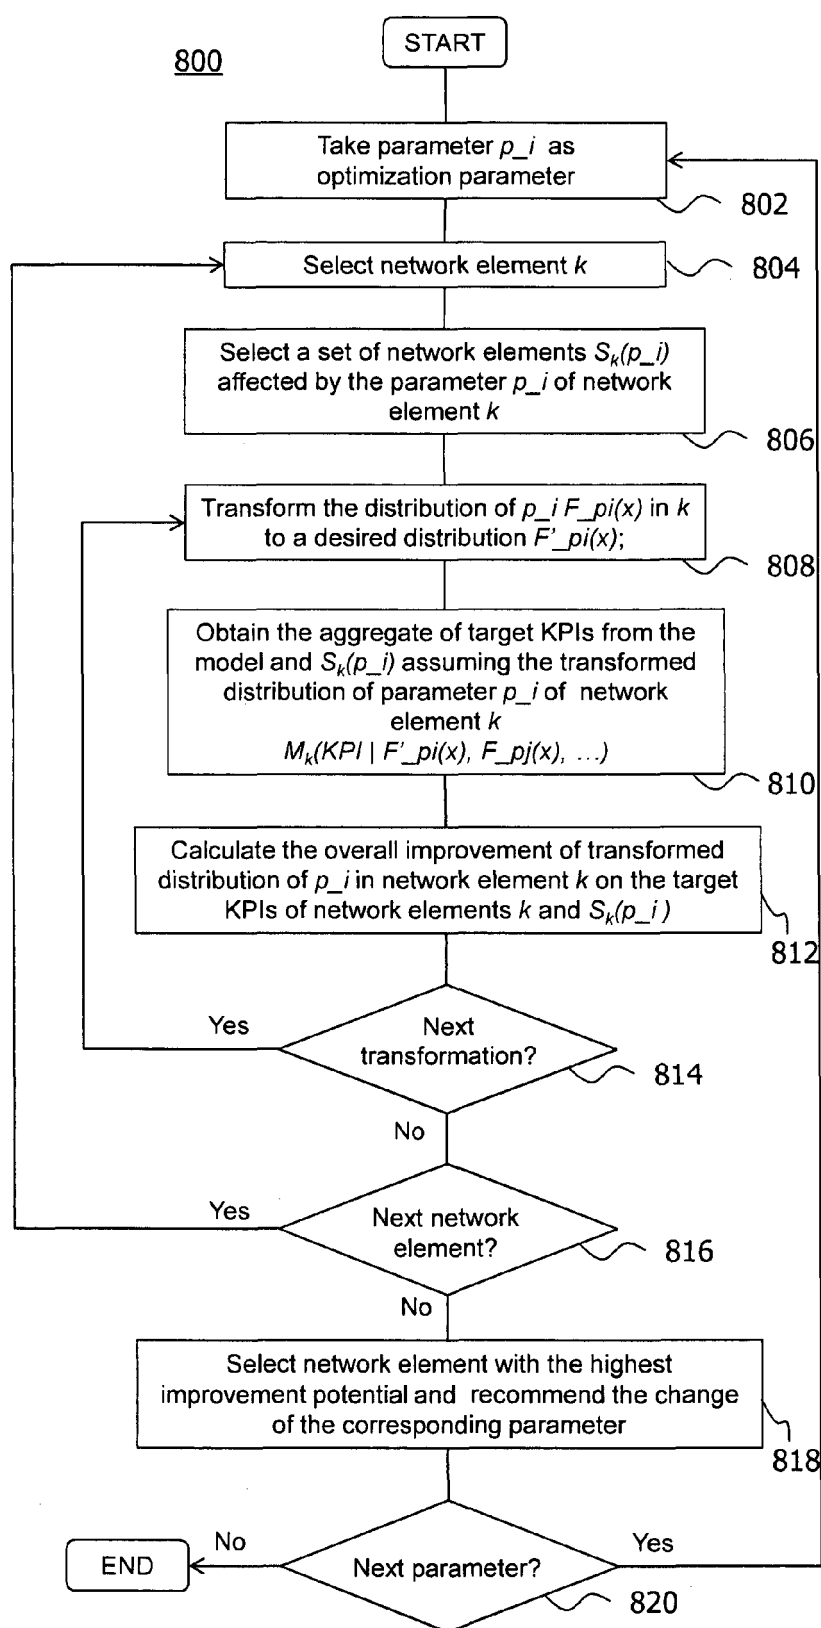 START
800
Take parameter p_i as
optimization parameter
802
Select network element k
804
Select a set of network elements Sk(p_i)
affected by the parameter p_i of network
element k
806
Transform the distribution of p_i F_pi(x) in k
to a desired distribution F'_pi(x);
808
Obtain the aggregate of target KPIs from the
model and Sk(p_i) assuming the transformed
distribution of parameter p_i of network
element k
Mk(KPI | F'_pi(x), F_pj(x), ...)
810
Calculate the overall improvement of transformed
distribution of p_i in network element k on the target
KPIs of network elements k and Sk(p_i)
812
Yes
Next
transformation?
814
No
Yes
Next network
element?
816
No
Select network element with the highest
improvement potential and recommend the change
of the corresponding parameter
818
END
No
Next parameter?
Yes
820